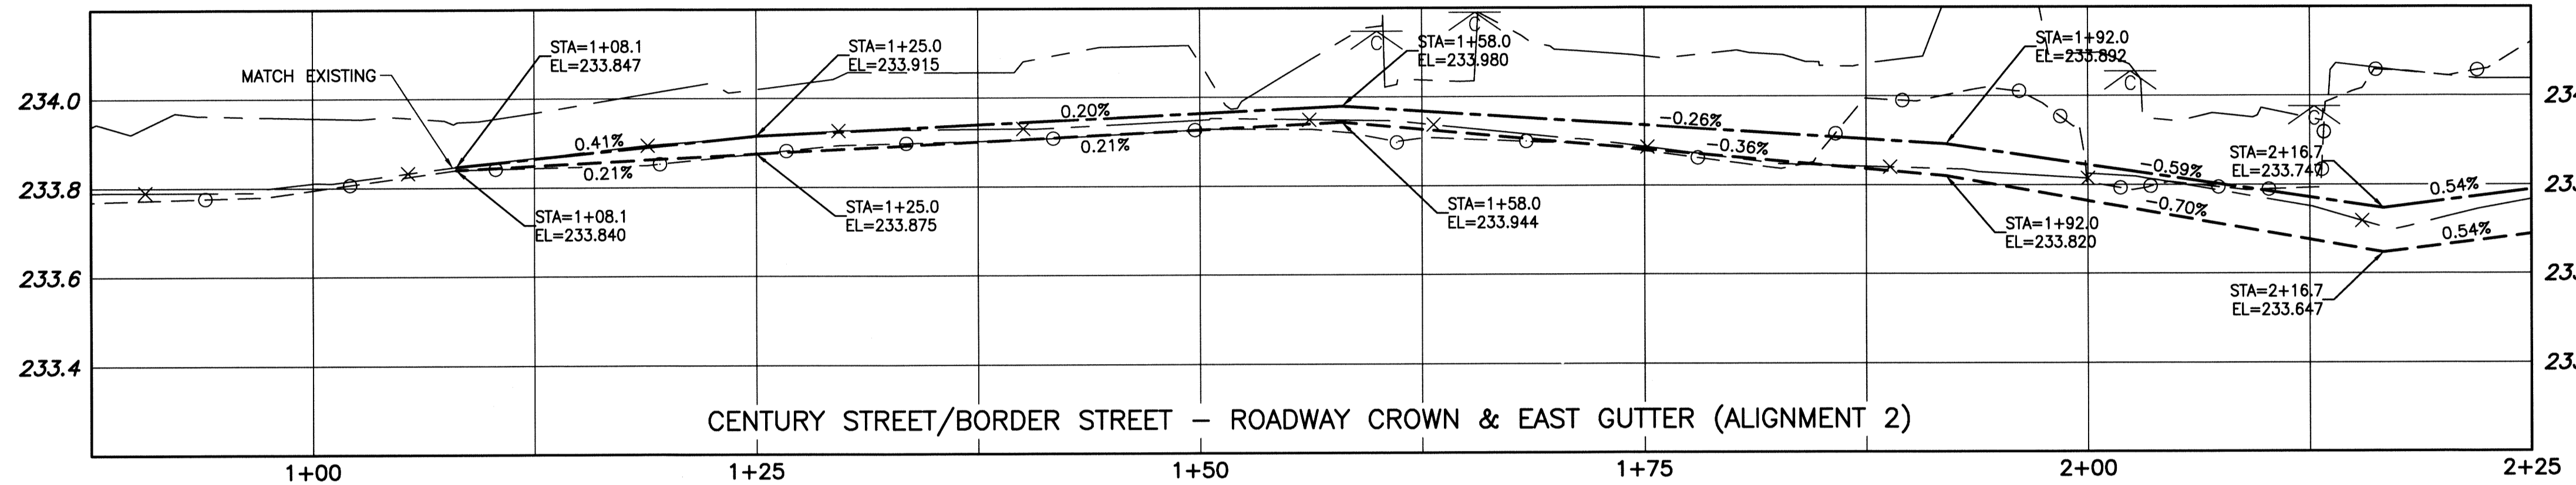 STA=1+08.1
EL=233.847
MATCH EXISTING
STA=1+25.0
EL=233.915
C
C
STA=1+58.0
EL=233.980
STA=1+92.0
EL=233.892
C
234.0
0.41%
0.20%
-0.26%
G
0.21%
0.21%
-0.36%
-0.59%
STA=2+16.7
EL=233.747
0.54%
233.8
STA=1+08.1
EL=233.840
STA=1+25.0
EL=233.875
STA=1+58.0
EL=233.944
-0.70%
STA=1+92.0
EL=233.820
0.54%
233.6
STA=2+16.7
EL=233.647
233.4
CENTURY STREET/BORDER STREET - ROADWAY CROWN & EAST GUTTER (ALIGNMENT 2)
1+00
1+25
1+50
1+75
2+00
2+25